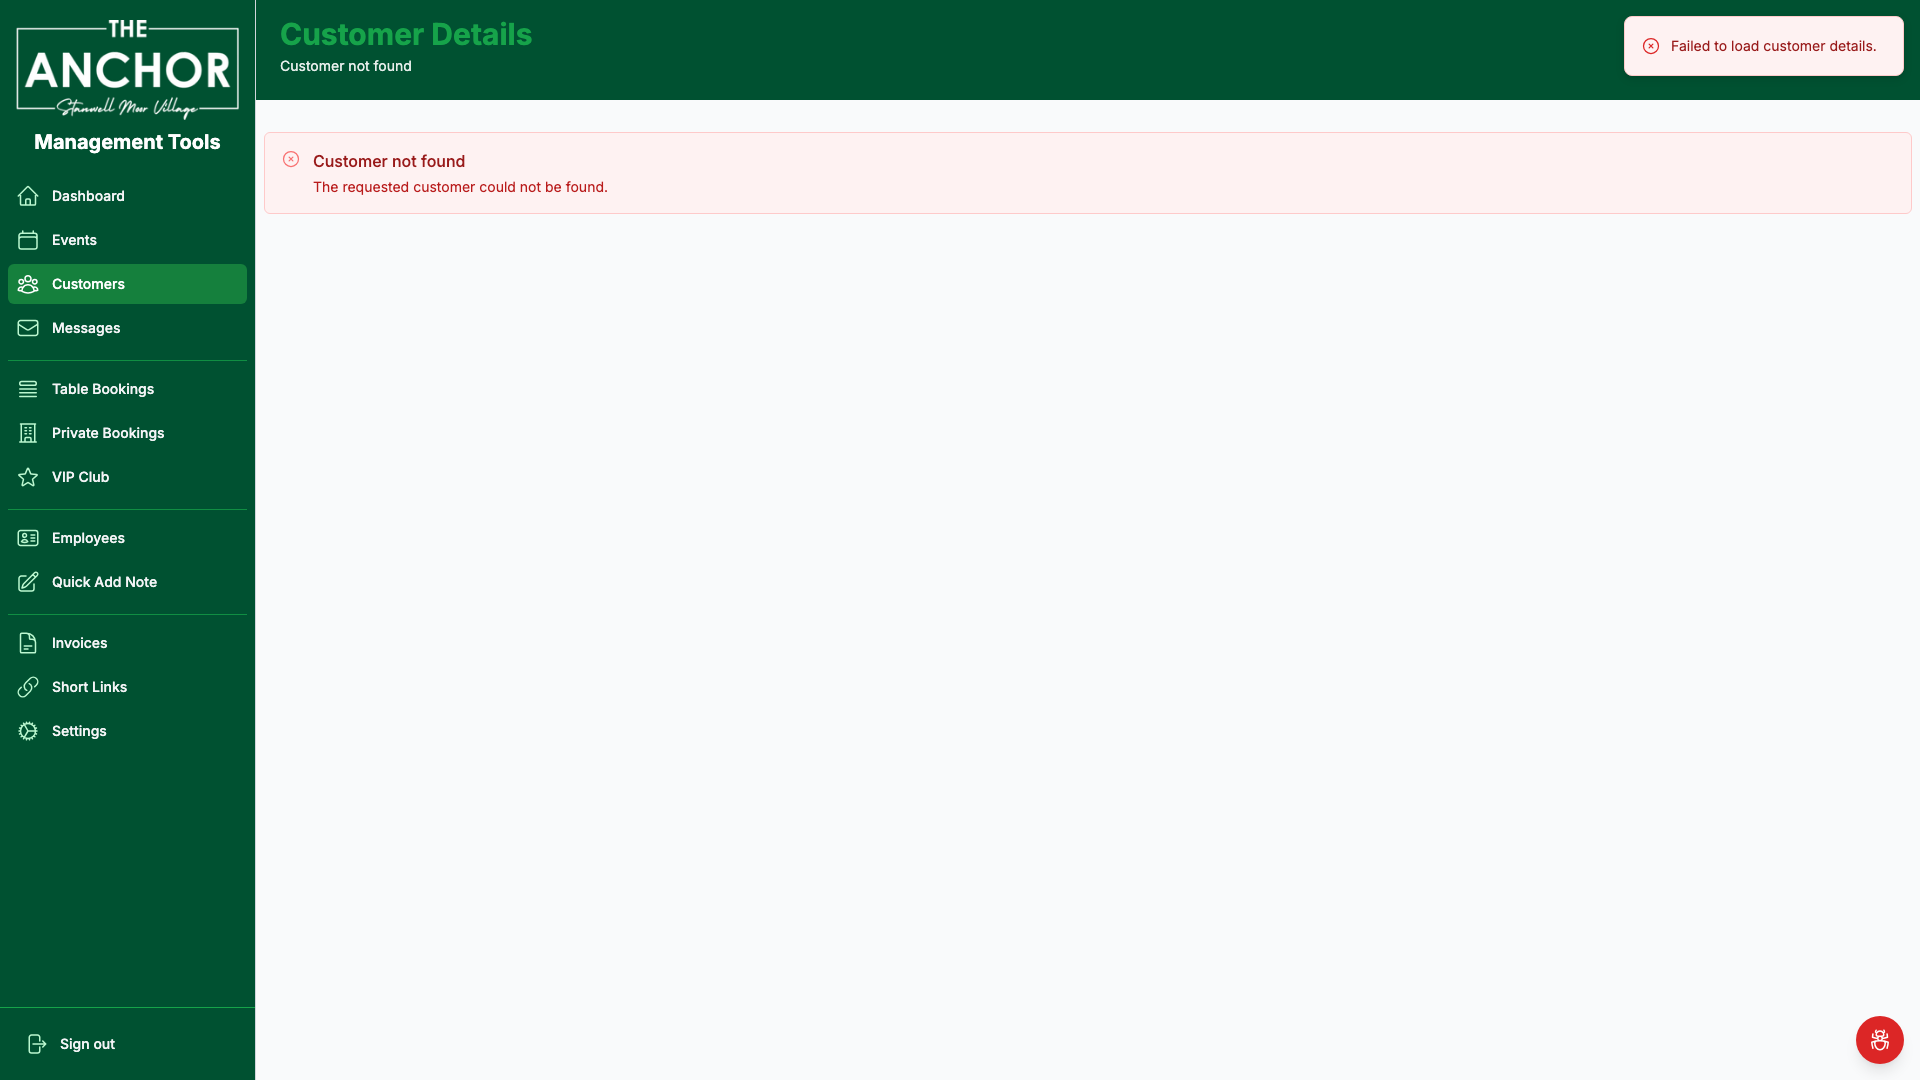 THE
ANCHOR
Stanwell Moor Village
Management Tools
Dashboard
Events
Customers
Messages
Table Bookings
Private Bookings
VIP Club
Employees
Quick Add Note
Invoices
Short Links
Settings
Sign out
Customer Details
Customer not found
Failed to load customer details.
Customer not found
The requested customer could not be found.